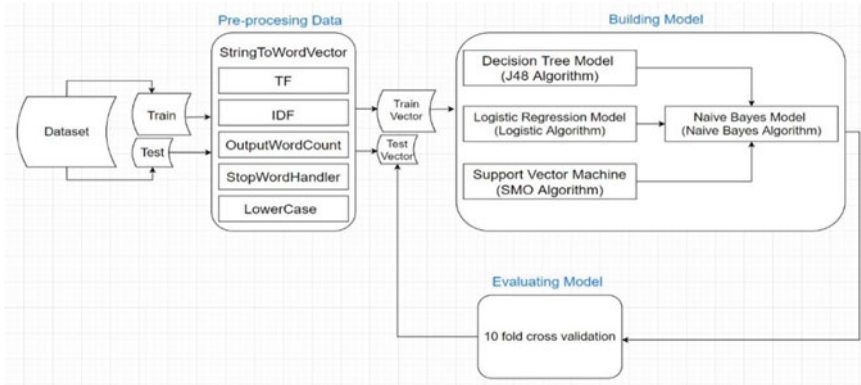 Pre-procesing Data
Building Model
StringToWordVector
TF
IDF
OutputWordCount
StopWordHandler
LowerCase
Dataset
Train
Test
Train
Vector
Test
Vector
Decision Tree Model
(J48 Algorithm)
Logistic Regression Model
(Logistic Algorithm)
Support Vector Machine
(SMO Algorithm)
Naive Bayes Model
(Naive Bayes Algorithm)
Evaluating Model
10 fold cross validation